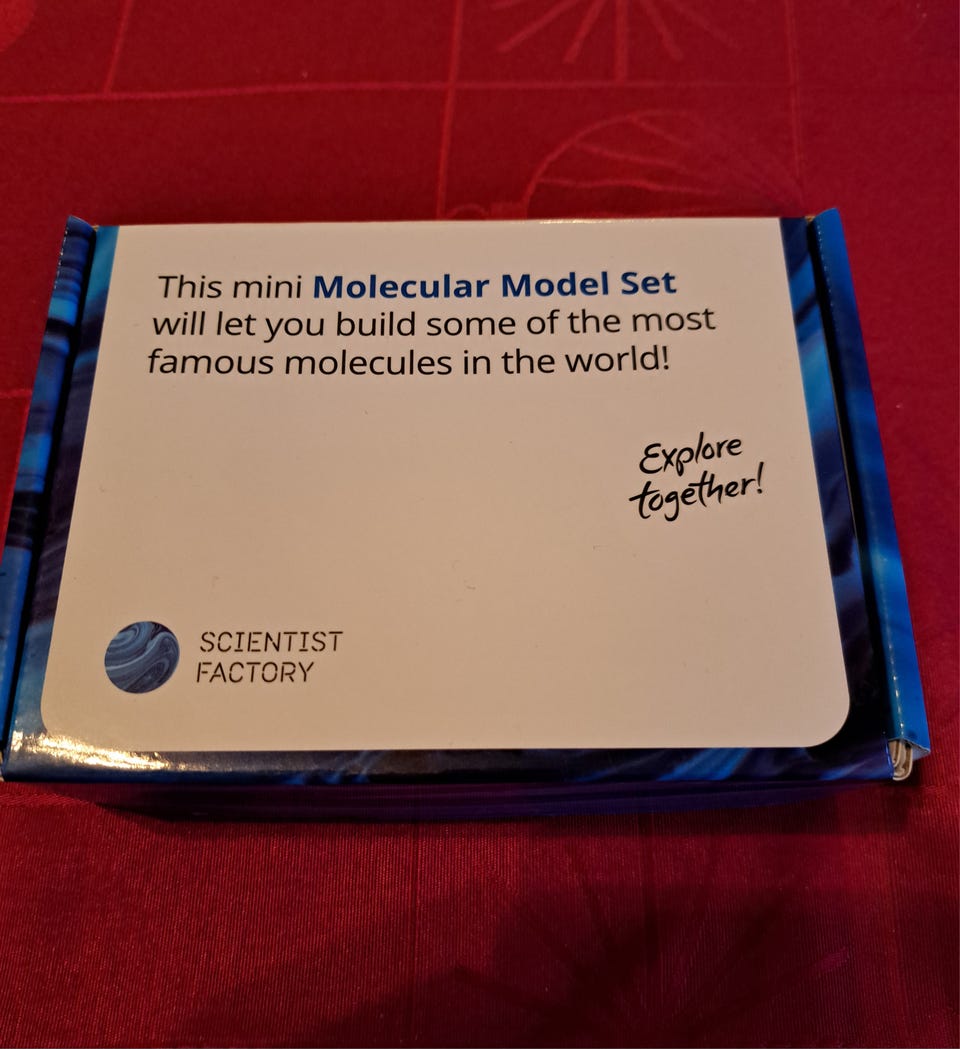 This mini Molecular Model Set
will let you build some of the most
famous molecules in the world!
Explore
together!
SCIENTIST
FACTORY